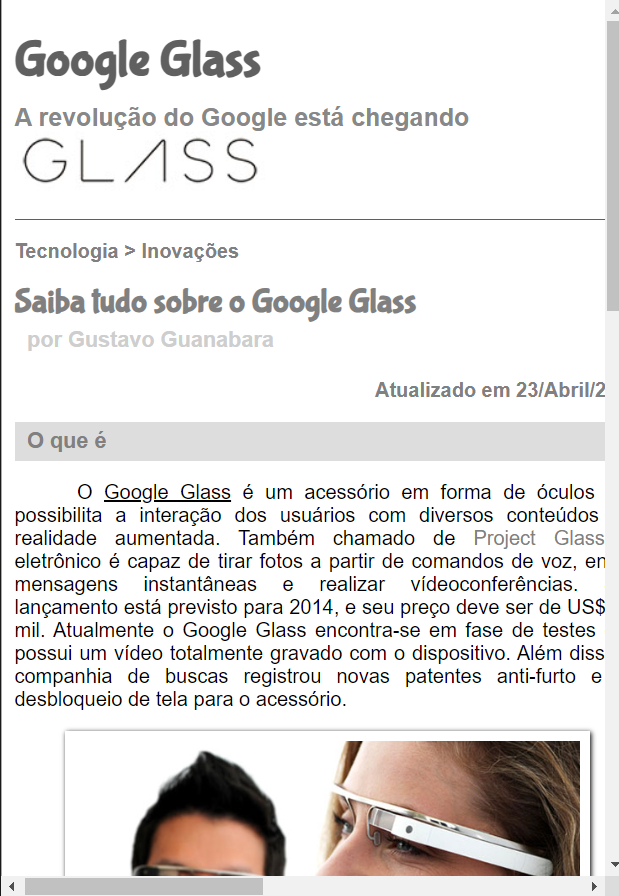 Google Glass
A revolução do Google está chegando
GLASS
Tecnologia > Inovações
Saiba tudo sobre o Google Glass
por Gustavo Guanabara
Atualizado em 23/Abril/2
O que é
O Google Glass é um acessório em forma de óculos
possibilita a interação dos usuários com diversos conteúdos
realidade aumentada. Também chamado de Project Glass
eletrônico é capaz de tirar fotos a partir de comandos de voz, en
mensagens instantâneas e realizar vídeoconferências.
lançamento está previsto para 2014, e seu preço deve ser de US$
mil. Atualmente o Google Glass encontra-se em fase de testes
possui um vídeo totalmente gravado com o dispositivo. Além diss
companhia de buscas registrou novas patentes anti-furto e
desbloqueio de tela para o acessório.